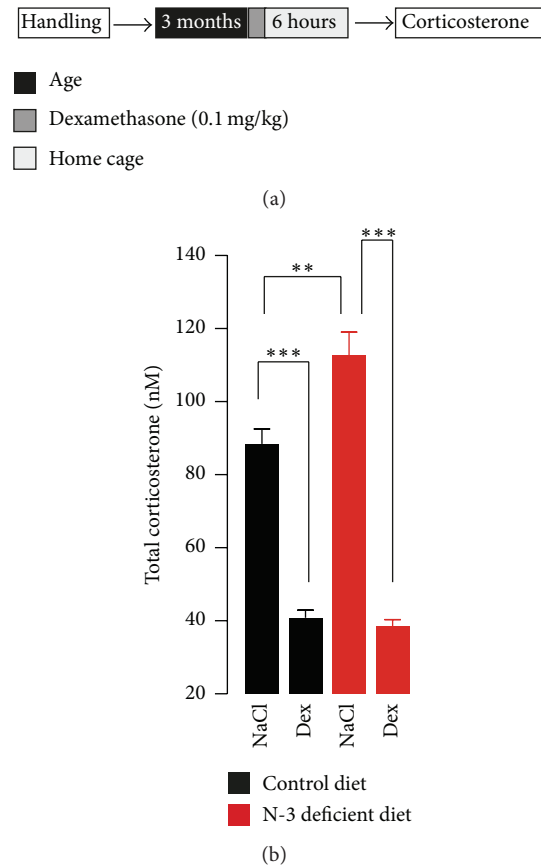 Handling 3 months 6 hours Corticosterone
Age
Dexamethasone (0.1 mg/kg)
Home cage
(a)
140
120
100
80
60
40
20
Total corticosterone (nM)
***
**
***
NaCl Dex NaCl Dex
Control diet
N-3 deficient diet
(b)